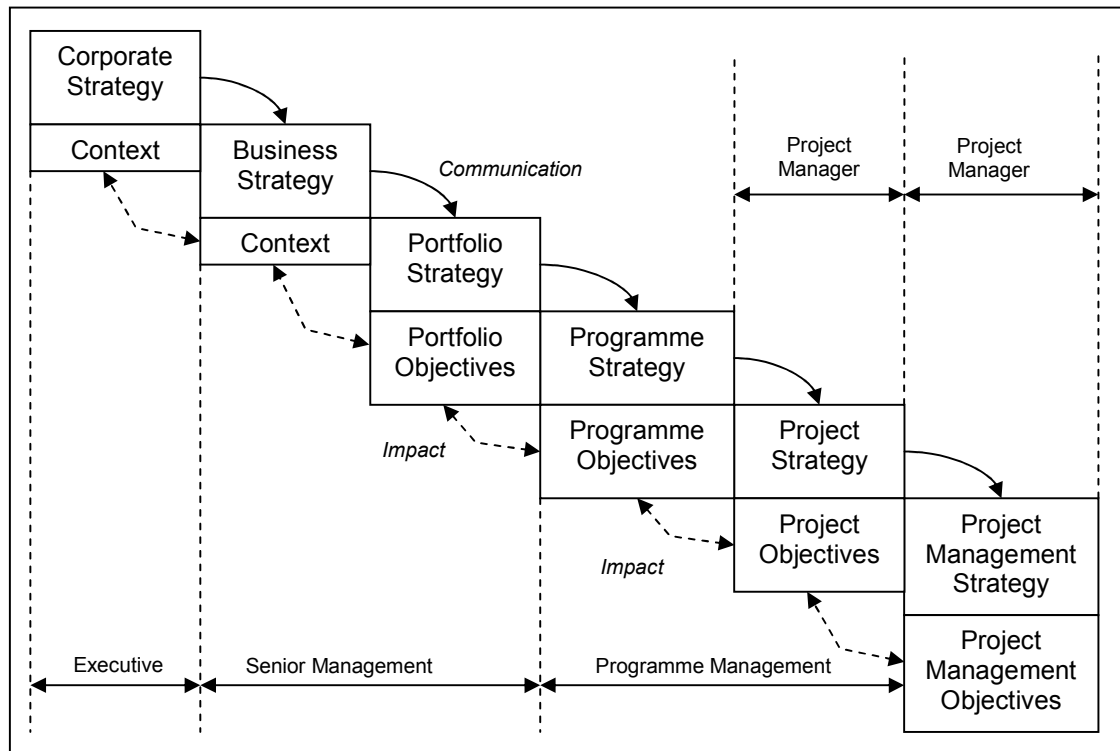 Corporate
Strategy
Context
Business
Strategy
Communication
Project
Manager
Project
Manager
Context
Portfolio
Strategy
Portfolio
Objectives
Programme
Strategy
Impact
Programme
Objectives
Project
Strategy
Impact
Project
Objectives
Project
Management
Strategy
Executive
Senior Management
Programme Management
Project
Management
Objectives